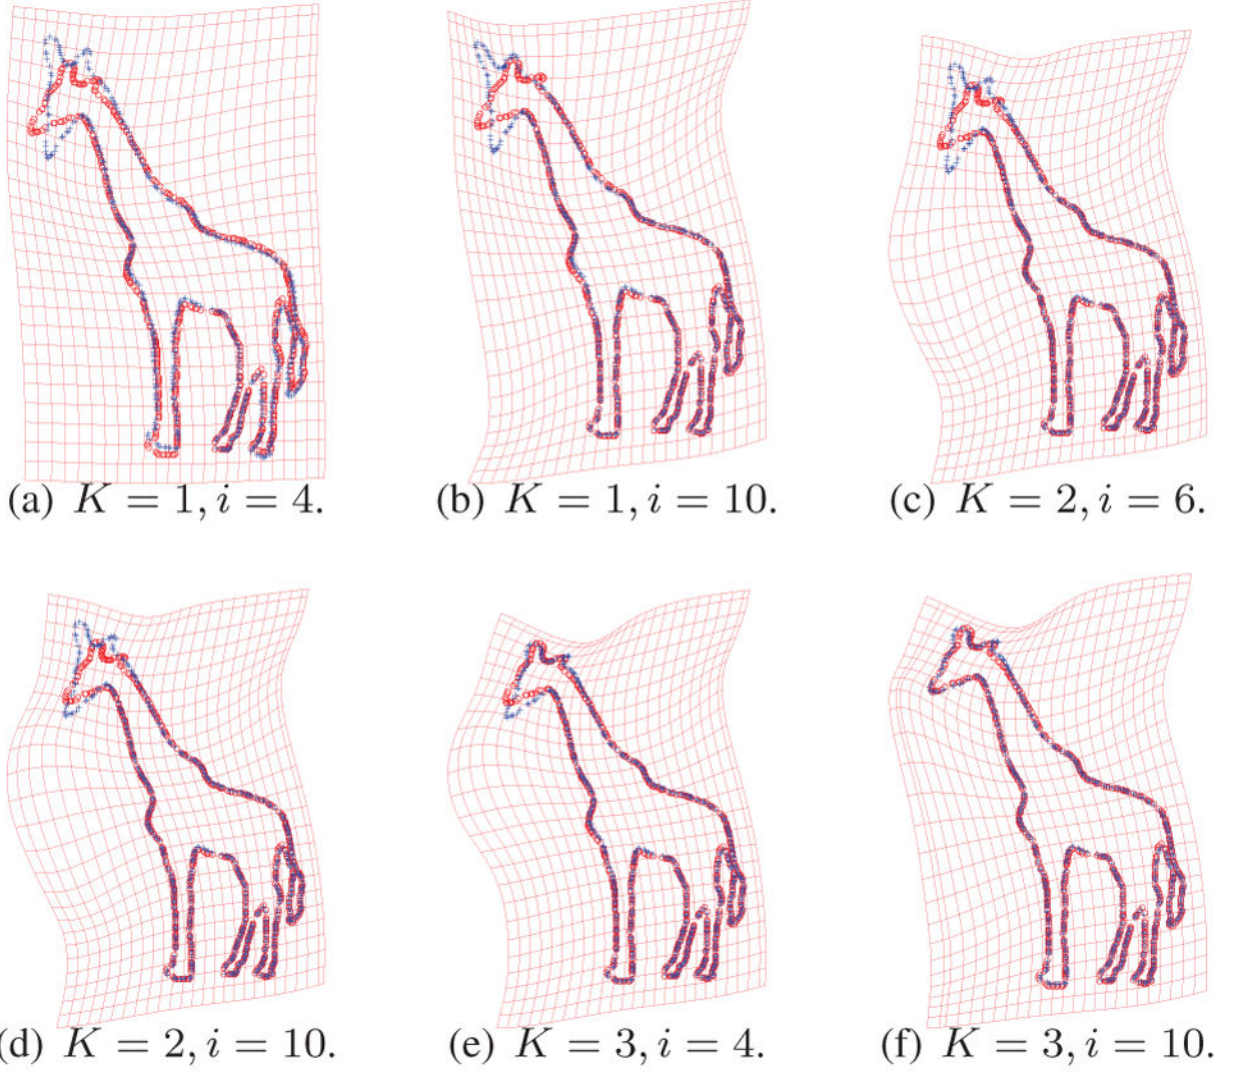 (a) K = 1, i = 4.
(b) K = 1, i = 10.
(c) K = 2, i = 6.
(d) K = 2, i = 10.
(e) K = 3, i = 4.
(f) K = 3, i = 10.